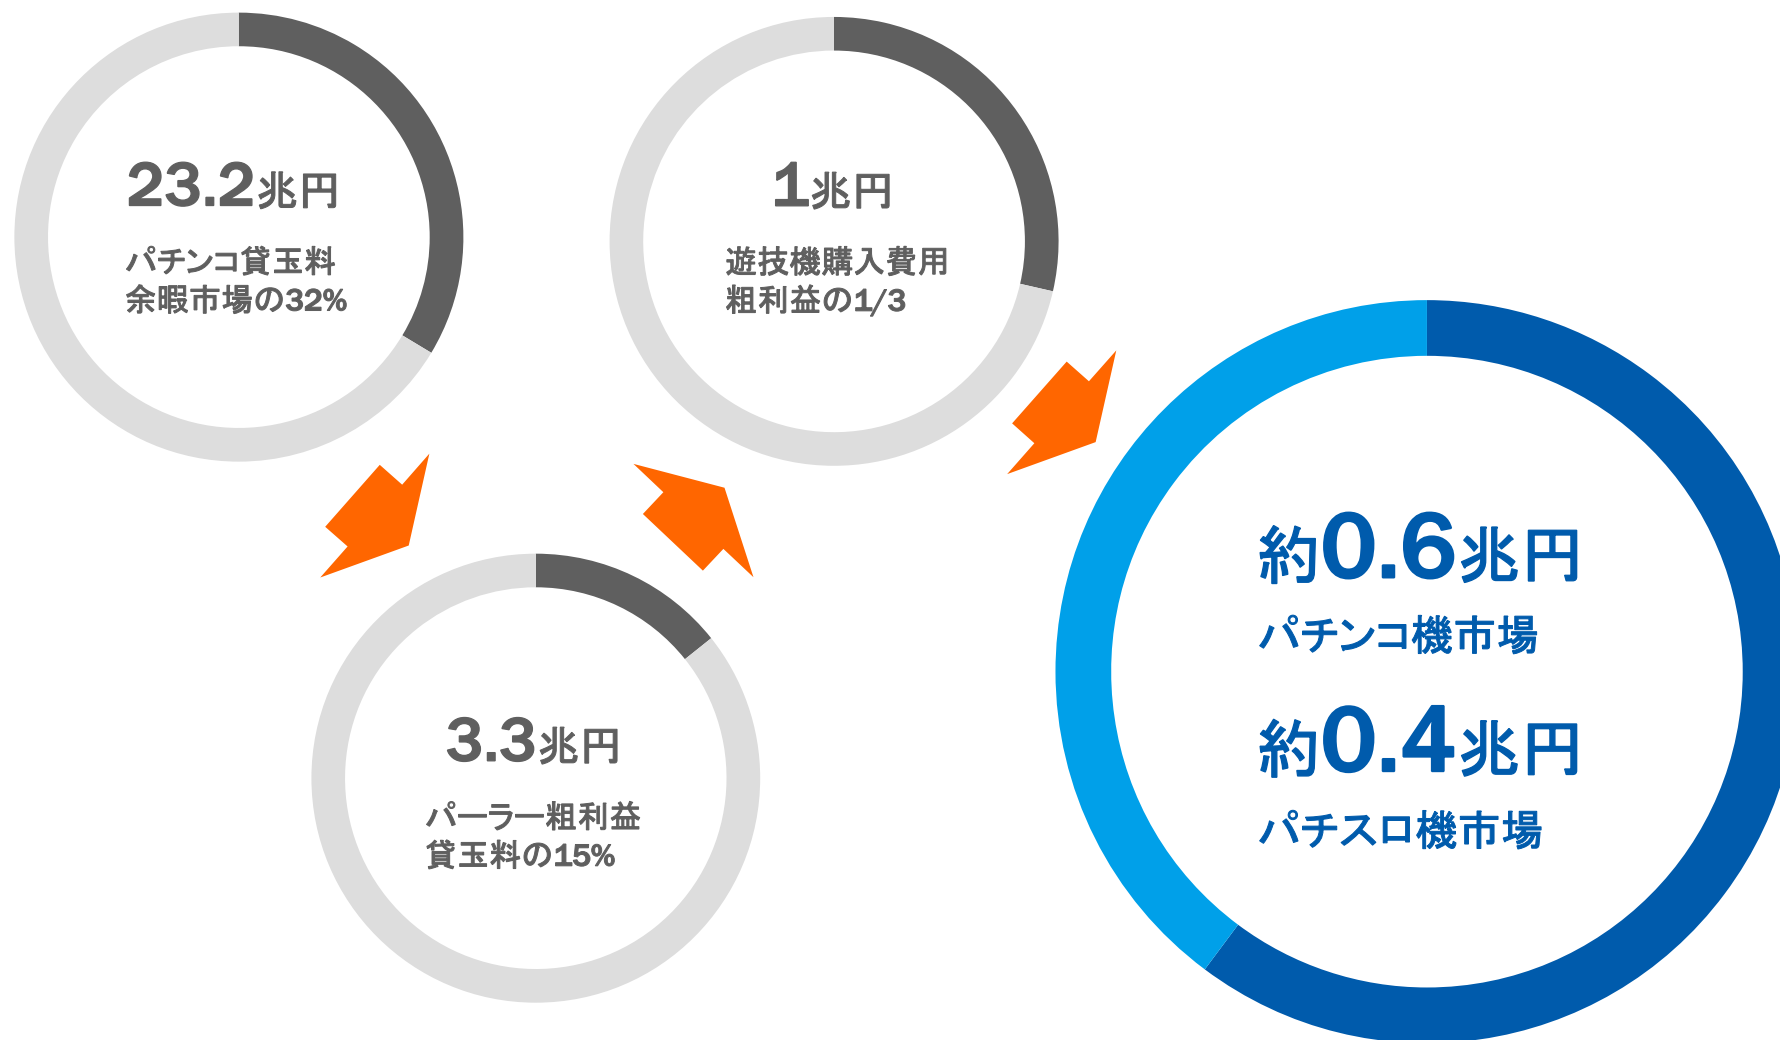 23.2兆円
パチンコ貸玉料
余暇市場の32%
1兆円
遊技機購入費用
粗利益の1/3
3.3兆円
パーラー粗利益
貸玉料の15%
約0.6兆円
パチンコ機市場
約0.4兆円
パチスロ機市場